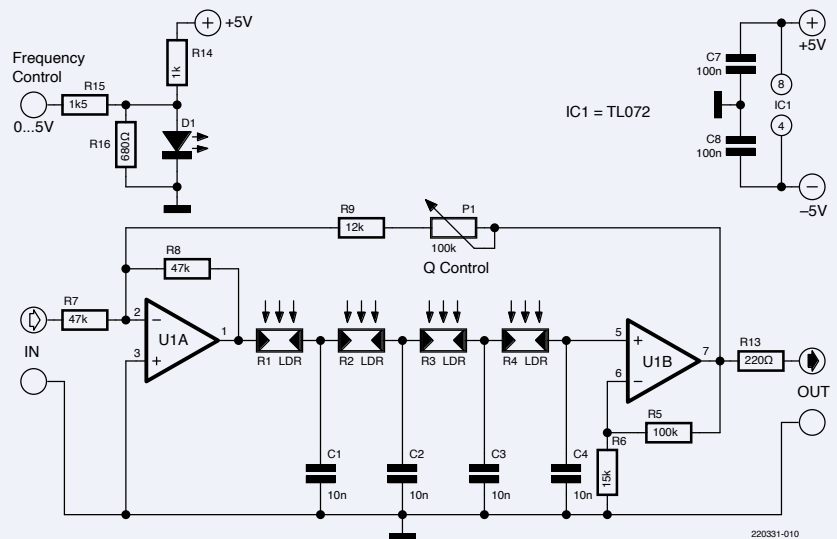 +5V
R14
1k
Frequency
Control
R15
1k5
0...5V
R16
680Ω
D1
C7
100n
+5V
8
IC1
4
IC1 = TL072
C8
100n
–5V
R9
12k
P1
100k
Q Control
R8
47k
R7
47k
IN
2
3
U1A
1
R1 LDR
R2 LDR
R3 LDR
R4 LDR
5
6
U1B
7
R13
220Ω
OUT
R5
100k
R6
15k
C1
10n
C2
10n
C3
10n
C4
10n
220331-010